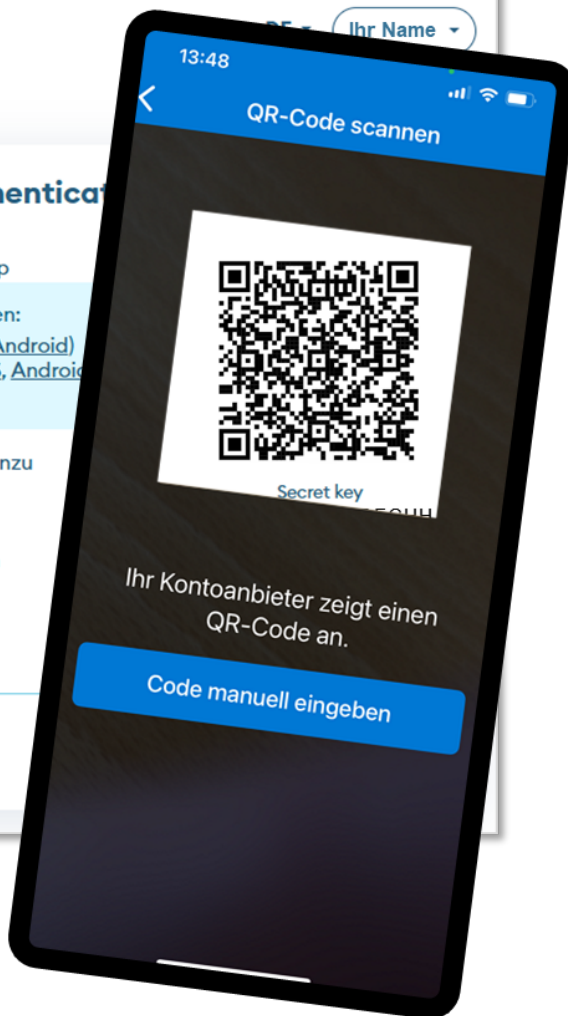 Ihr Name
13:48
QR-Code scannen
Secret key
Ihr Kontoanbieter zeigt einen
QR-Code an.
Code manuell eingeben
en:
Android)
, Android
nzu